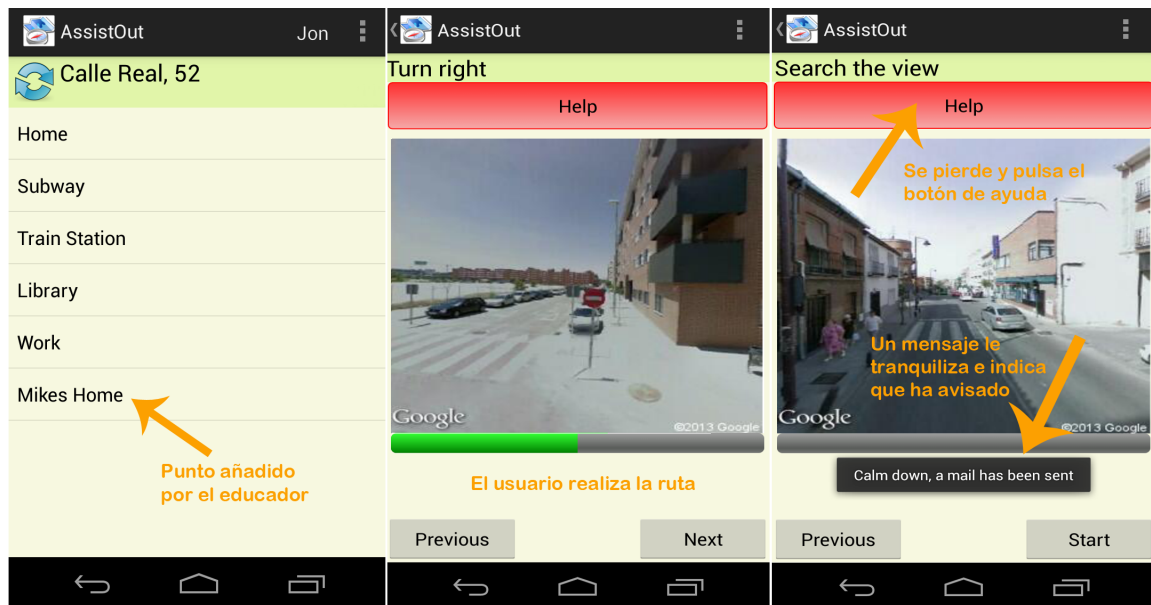 AssistOut
Jon
Calle Real, 52
Home
Subway
Train Station
Library
Work
Mikes Home
Punto añadido
por el educador
AssistOut
Turn right
Help
Google
©2013 Google
El usuario realiza la ruta
Previous
Next
AssistOut
Search the view
Help
Se pierde y pulsa el
botón de ayuda
Un mensaje le
tranquiliza e indica
que ha avisado
Google
©2013 Google
Calm down, a mail has been sent
Previous
Start